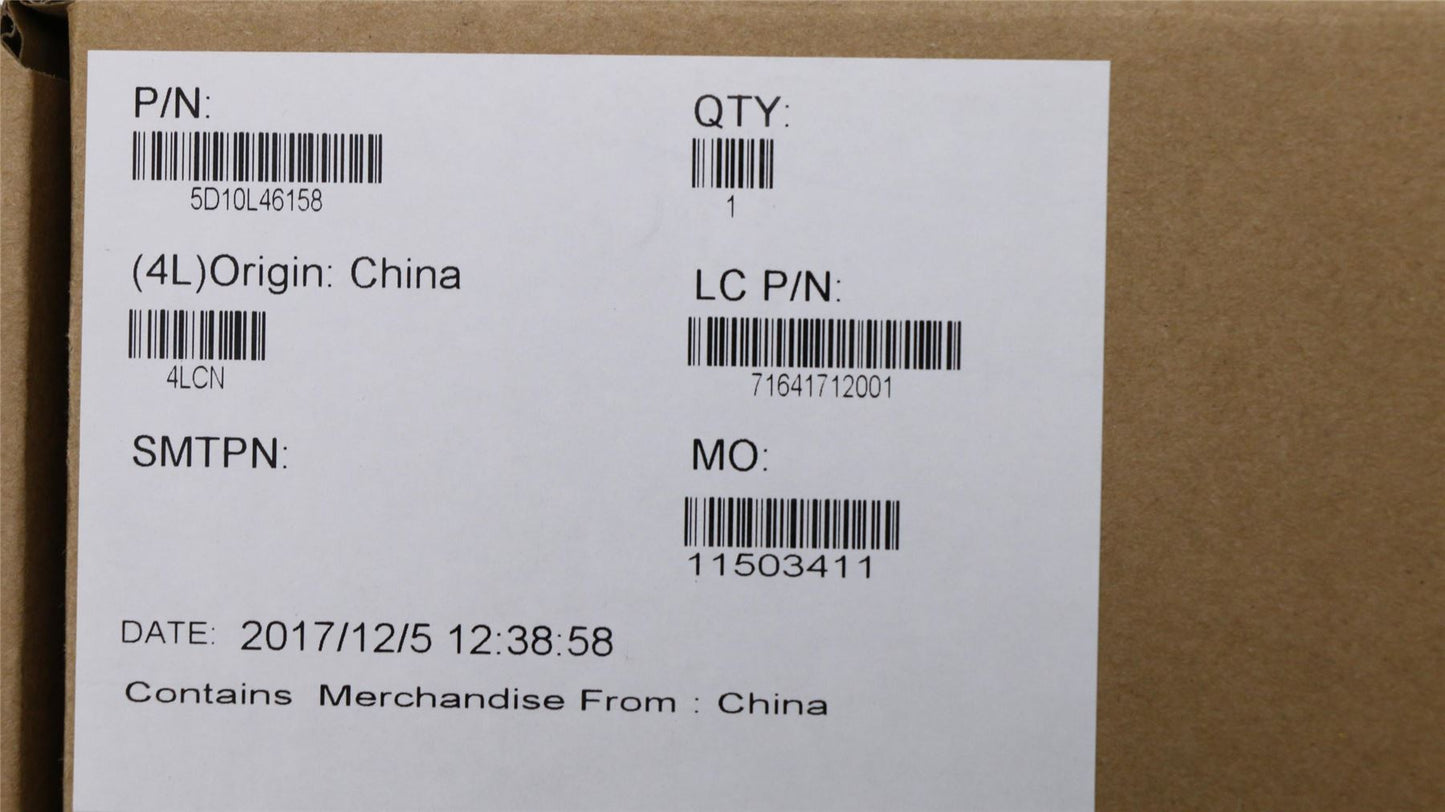 P/N:
5D10L46158
QTY:
1
(4L)Origin: China
4LCN
LC P/N:
71641712001
SMTPN:
MO:
11503411
DATE: 2017/12/5 12:38:58
Contains Merchandise From : China